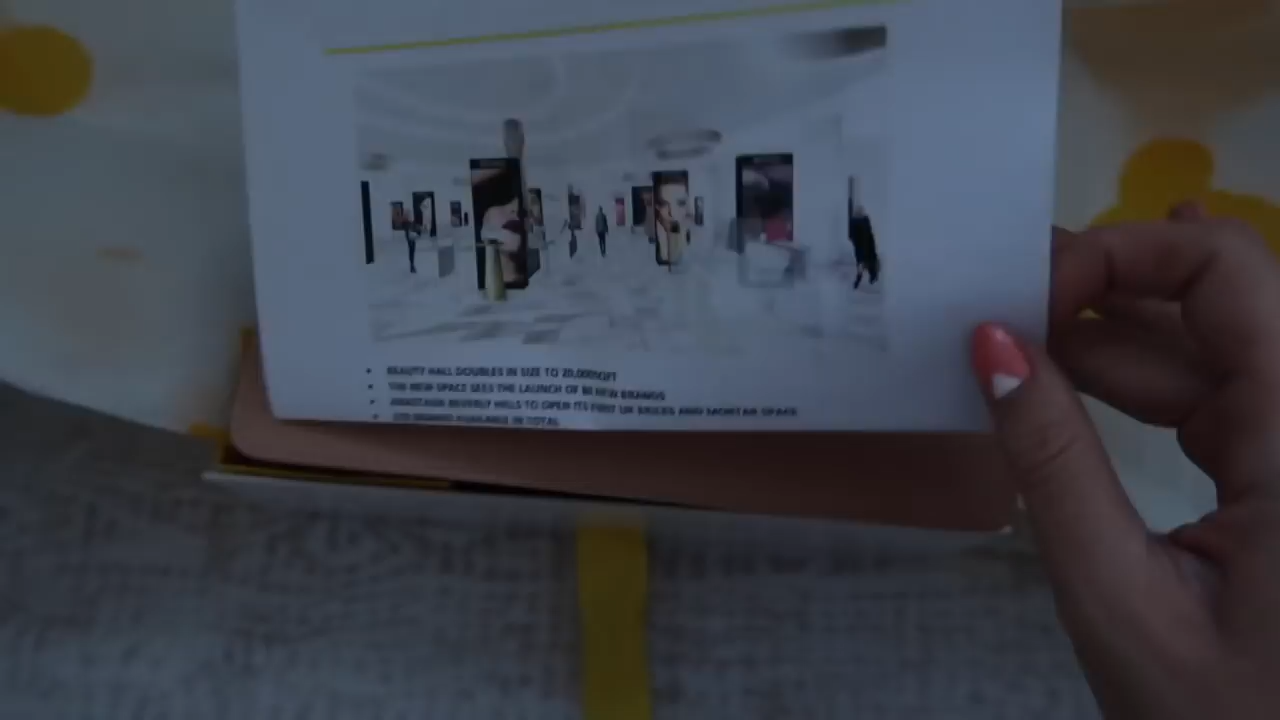 BEAUTY HALL DOUBLES IN SIZE TO 20,000SQFT
THE NEW SPACE SEES THE LAUNCH OF NEW BRANDS
ANASTASIA BEVERLY HILLS TO OPEN ITS FIRST UK BRICKS AND MORTAR SPACE
BRANDS AVAILABLE IN TOTAL